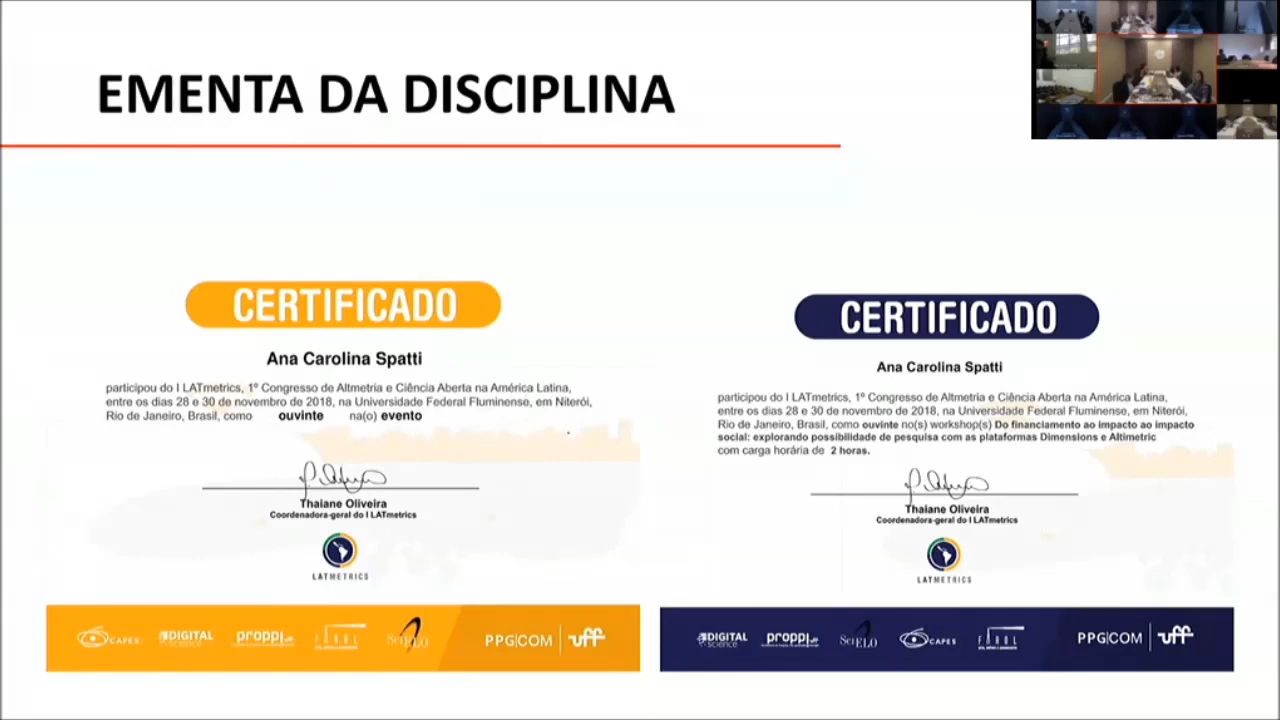 EMENTA DA DISCIPLINA
CERTIFICADO
Ana Carolina Spatti
participou do I LATmetrics, 1º Congresso de Altmetria e Ciência Aberta na América Latina,
entre os dias 28 e 30 de novembro de 2018, na Universidade Federal Fluminense, em Niterói,
Rio de Janeiro, Brasil, como ouvinte na(o) evento
Thaiane Oliveira
Coordenadora-geral do I LATmetrics
LATMETRICS
CAPES
DIGITAL
science
proppi
FAROL
SciELO
PPG|COM
uff
CERTIFICADO
Ana Carolina Spatti
participou do I LATmetrics, 1º Congresso de Altmetria e Ciência Aberta na América Latina,
entre os dias 28 e 30 de novembro de 2018, na Universidade Federal Fluminense, em Niterói,
Rio de Janeiro, Brasil, como ouvinte no(s) workshop(s) Do financiamento ao impacto ao impacto
social: explorando possibilidade de pesquisa com as plataformas Dimensions e Altimetric
com carga horária de 2 horas.
Thaiane Oliveira
Coordenadora-geral do I LATmetrics
LATMETRICS
DIGITAL
science
proppi
SciELO
CAPES
FAROL
PPG|COM
uff